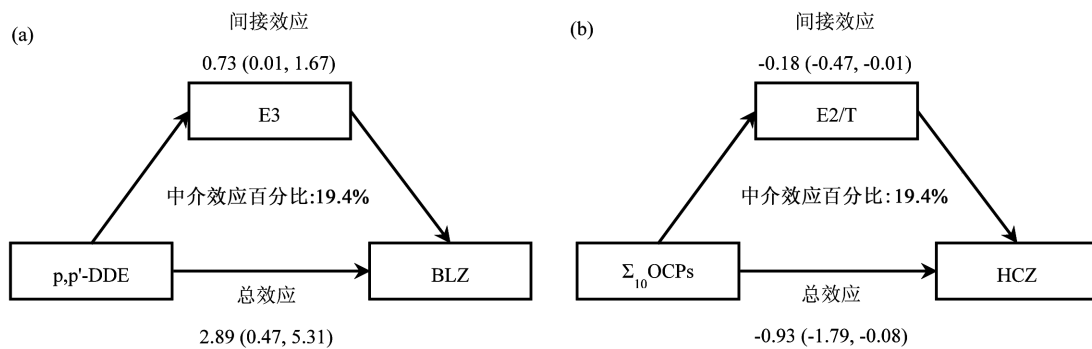 (a)
间接效应
0.73 (0.01, 1.67)
E3
中介效应百分比:19.4%
p,p'-DDE
BLZ
总效应
2.89 (0.47, 5.31)
(b)
间接效应
-0.18 (-0.47, -0.01)
E2/T
中介效应百分比: 19.4%
Σ₁₀OCPs
HCZ
总效应
-0.93 (-1.79, -0.08)